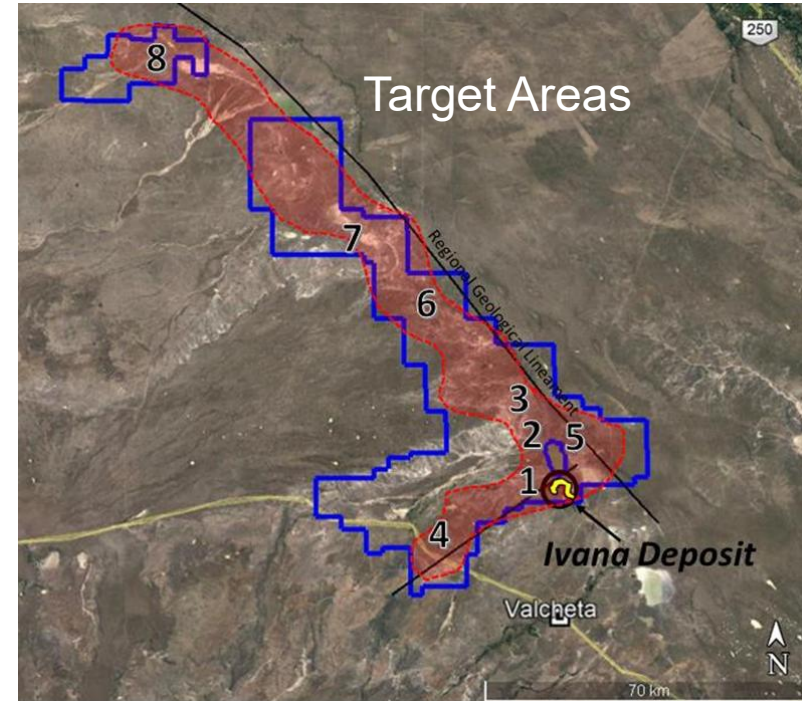 250
8
Target Areas
7
Regional Geological Lineament
6
3
2
5
1
4
Ivana Deposit
Valcheta
N
70 km